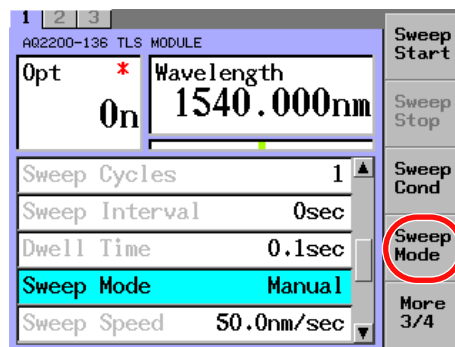 1 2 3
AQ2200-136 TLS MODULE
Opt *
On
Wavelength
1540.000nm
Sweep Cycles 1
Sweep Interval 0sec
Dwell Time 0.1sec
Sweep Mode Manual
Sweep Speed 50.0nm/sec
Sweep
Start
Sweep
Stop
Sweep
Cond
Sweep
Mode
More
3/4